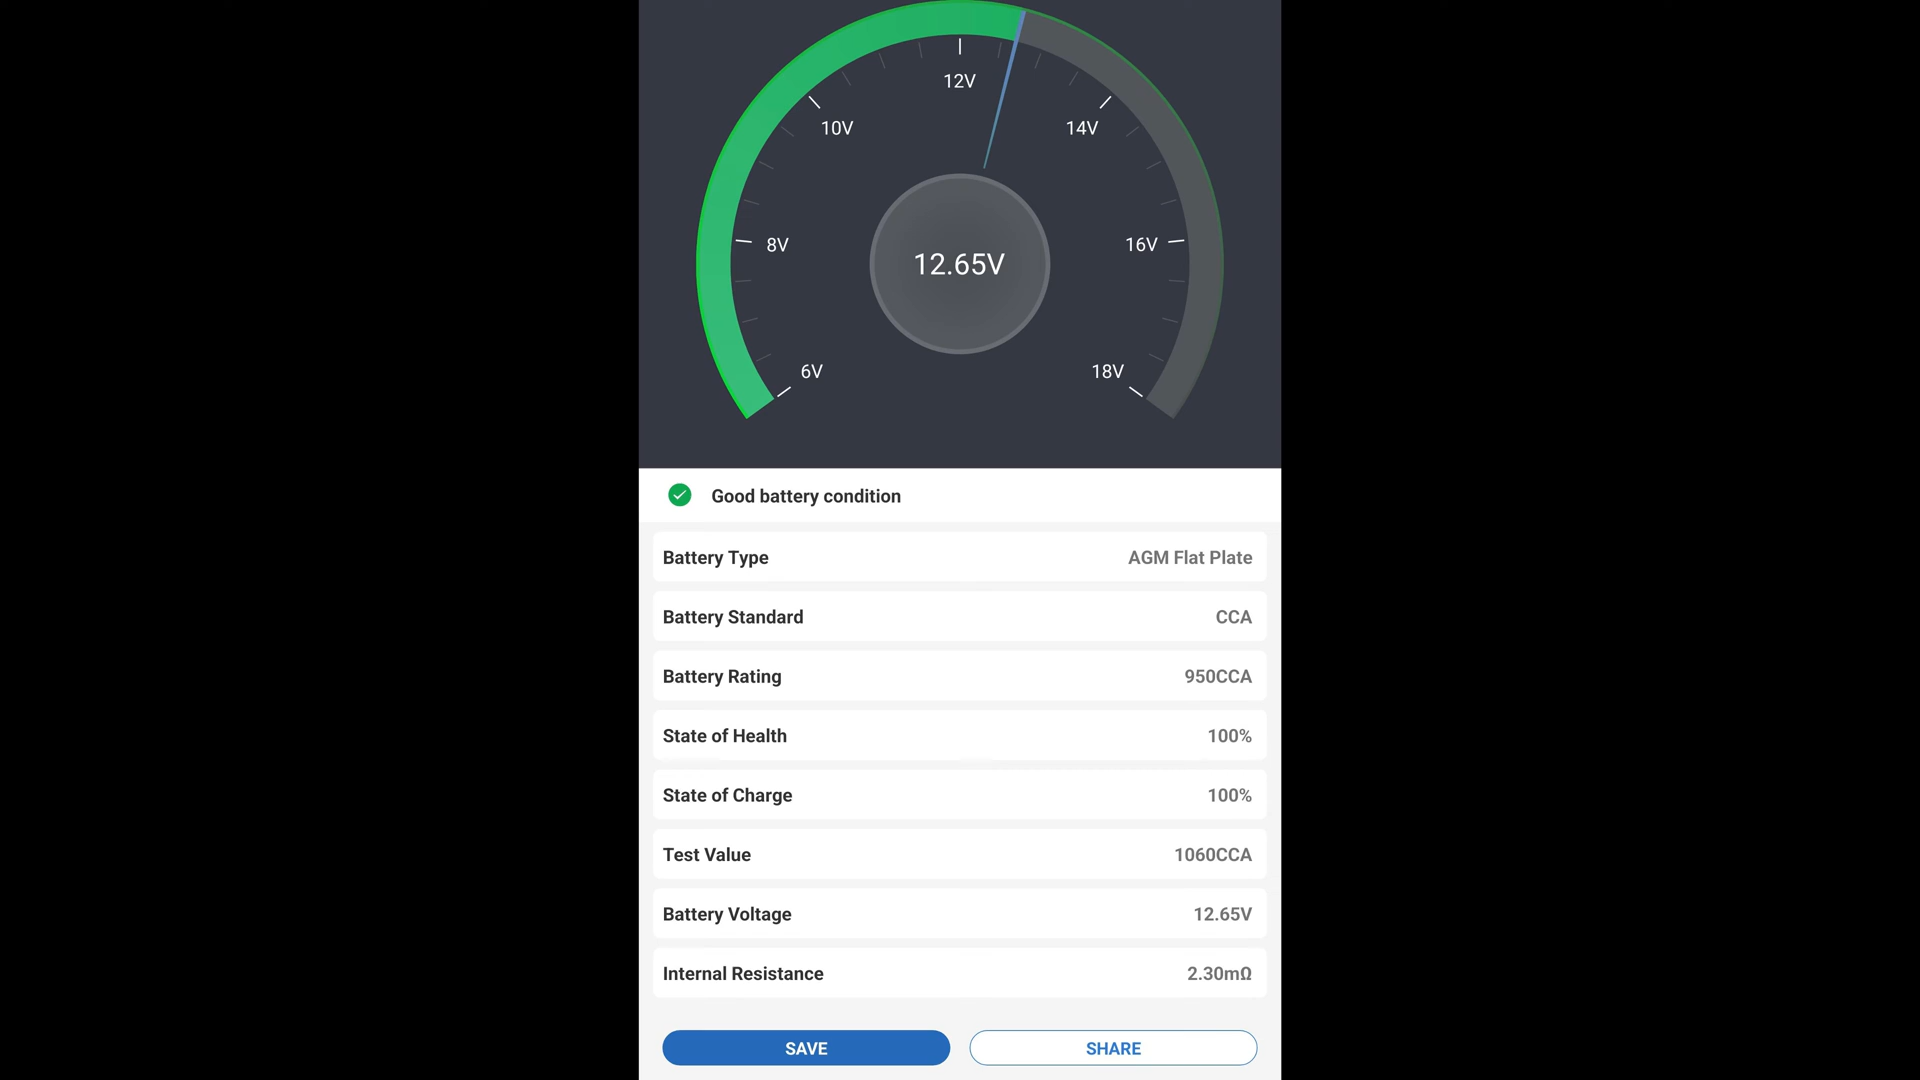 12V
10V
14V
8V
16V
12.65V
6V
18V
Good battery condition
Battery Type AGM Flat Plate
Battery Standard CCA
Battery Rating 950CCA
State of Health 100%
State of Charge 100%
Test Value 1060CCA
Battery Voltage 12.65V
Internal Resistance 2.30mΩ
SAVE SHARE